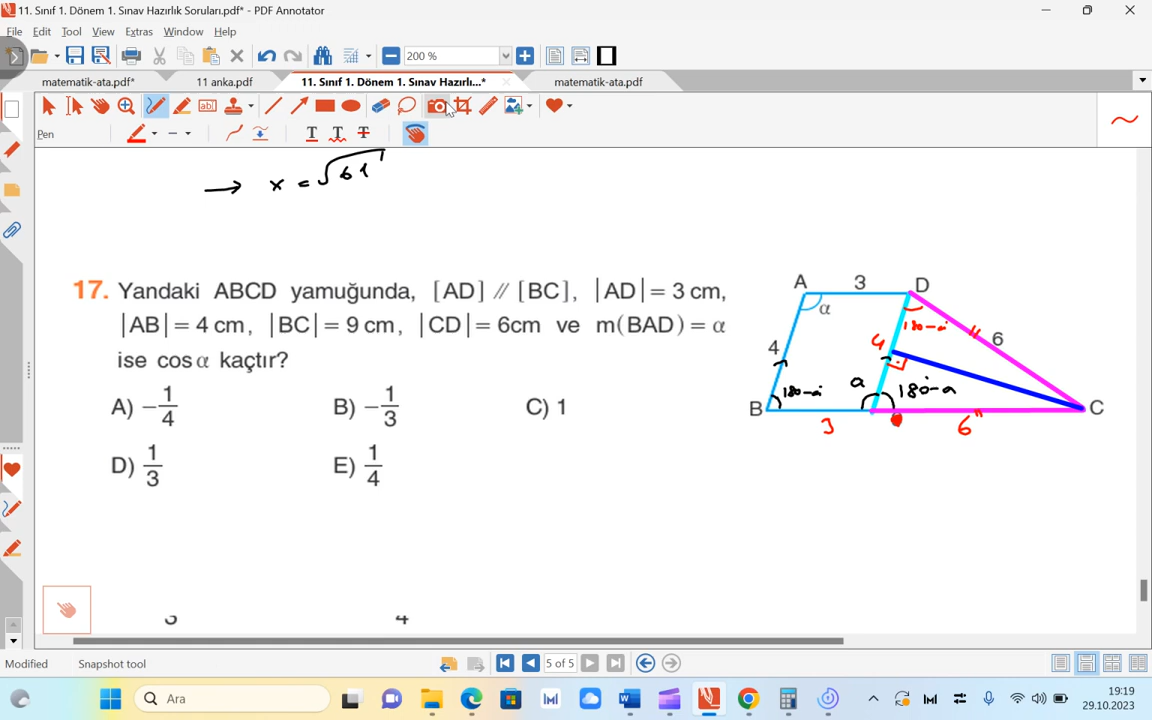 11. Sınıf 1. Dönem 1. Sınav Hazırlık Soruları.pdf* - PDF Annotator
File Edit Tool View Extras Window Help
200 %
matematik-ata.pdf* 11 anka.pdf 11. Sınıf 1. Dönem 1. Sınav Hazırlı...* matematik-ata.pdf
Pen
→ x = √61
17. Yandaki ABCD yamuğunda, [AD] // [BC], |AD| = 3 cm,
|AB| = 4 cm, |BC| = 9 cm, |CD| = 6cm ve m(BAD) = α
ise cosα kaçtır?
A) -1/4 B) -1/3 C) 1
D) 1/3 E) 1/4
A 3 D
α
180-α
4 4 6
180-α α 180-α
B C
3 6
3 4
Modified Snapshot tool 5 of 5
Ara
19:19
29.10.2023